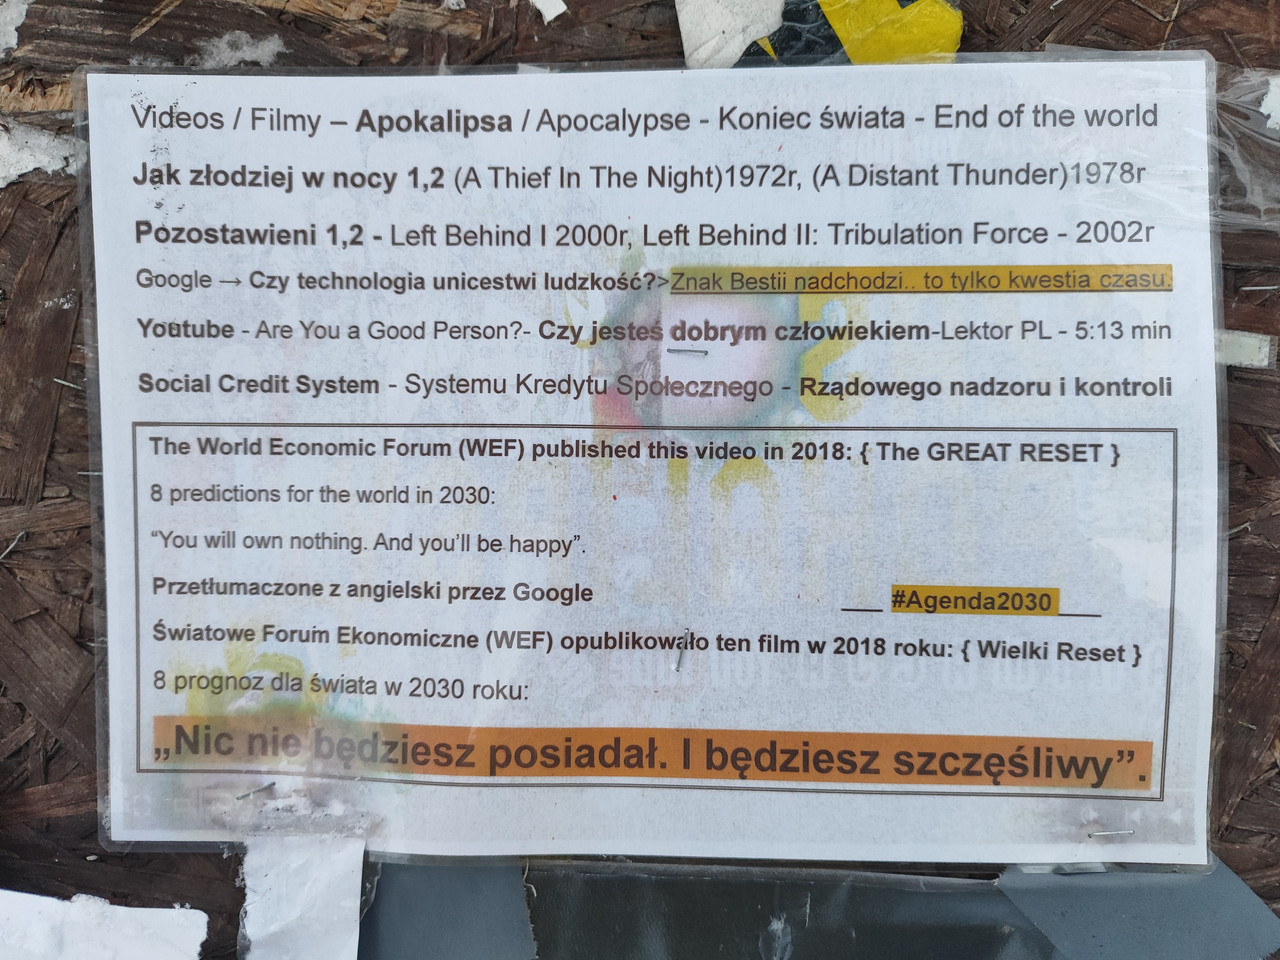 Videos / Filmy – Apokalipsa / Apocalypse - Koniec świata - End of the world
Jak złodziej w nocy 1,2 (A Thief In The Night)1972r, (A Distant Thunder)1978r
Pozostawieni 1,2 - Left Behind I 2000r, Left Behind II: Tribulation Force - 2002r
Google → Czy technologia unicestwi ludzkość?>Znak Bestii nadchodzi.. to tylko kwestia czasu.
Youtube - Are You a Good Person?- Czy jesteś dobrym człowiekiem-Lektor PL - 5:13 min
Social Credit System - Systemu Kredytu Społecznego - Rządowego nadzoru i kontroli
The World Economic Forum (WEF) published this video in 2018: { The GREAT RESET }
8 predictions for the world in 2030:
“You will own nothing. And you’ll be happy”.
Przetłumaczone z angielski przez Google ___ #Agenda2030 ___
Światowe Forum Ekonomiczne (WEF) opublikowało ten film w 2018 roku: { Wielki Reset }
8 prognoz dla świata w 2030 roku:
„Nic nie będziesz posiadał. I będziesz szczęśliwy”.